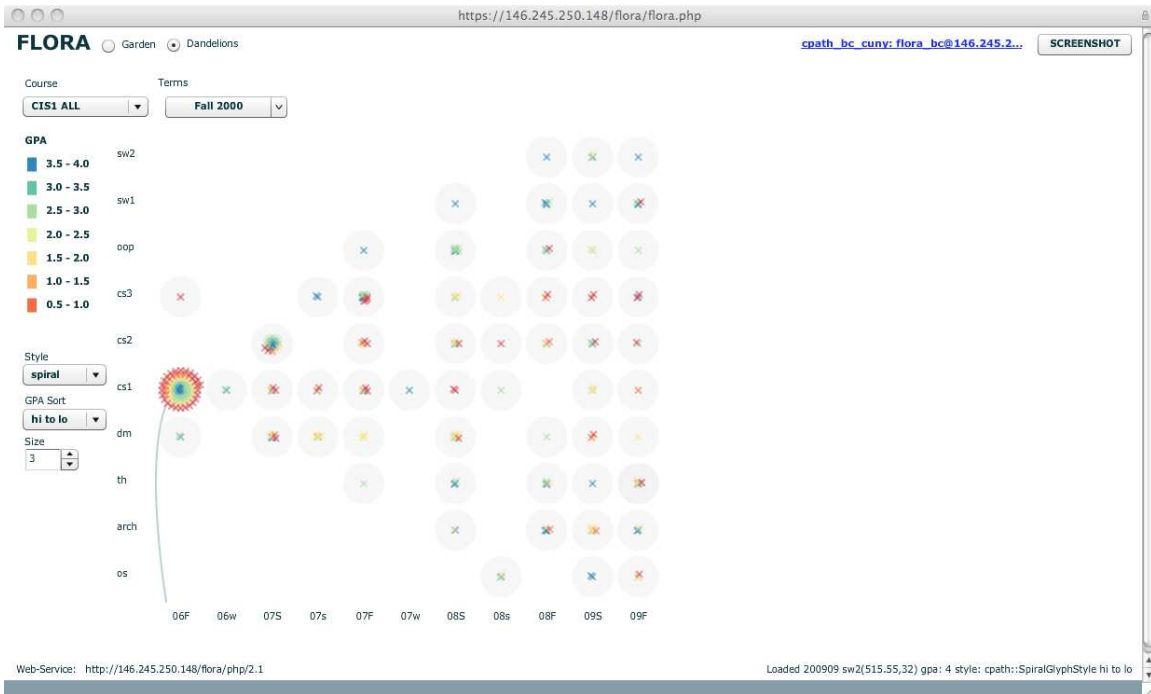 https://146.245.250.148/flora/flora.php
FLORA Garden Dandelions cpath_bc_cuny: flora_bc@146.245.2... SCREENSHOT
Course Terms
CIS1 ALL Fall 2000
GPA
3.5 - 4.0
3.0 - 3.5
2.5 - 3.0
2.0 - 2.5
1.5 - 2.0
1.0 - 1.5
0.5 - 1.0
Style
spiral
GPA Sort
hi to lo
Size
3
sw2
sw1
oop
cs3
cs2
cs1
dm
th
arch
os
06F 06w 07S 07s 07F 07w 08S 08s 08F 09S 09F
Web-Service: http://146.245.250.148/flora/php/2.1 Loaded 200909 sw2(515.55,32) gpa: 4 style: cpath::SpiralGlyphStyle hi to lo